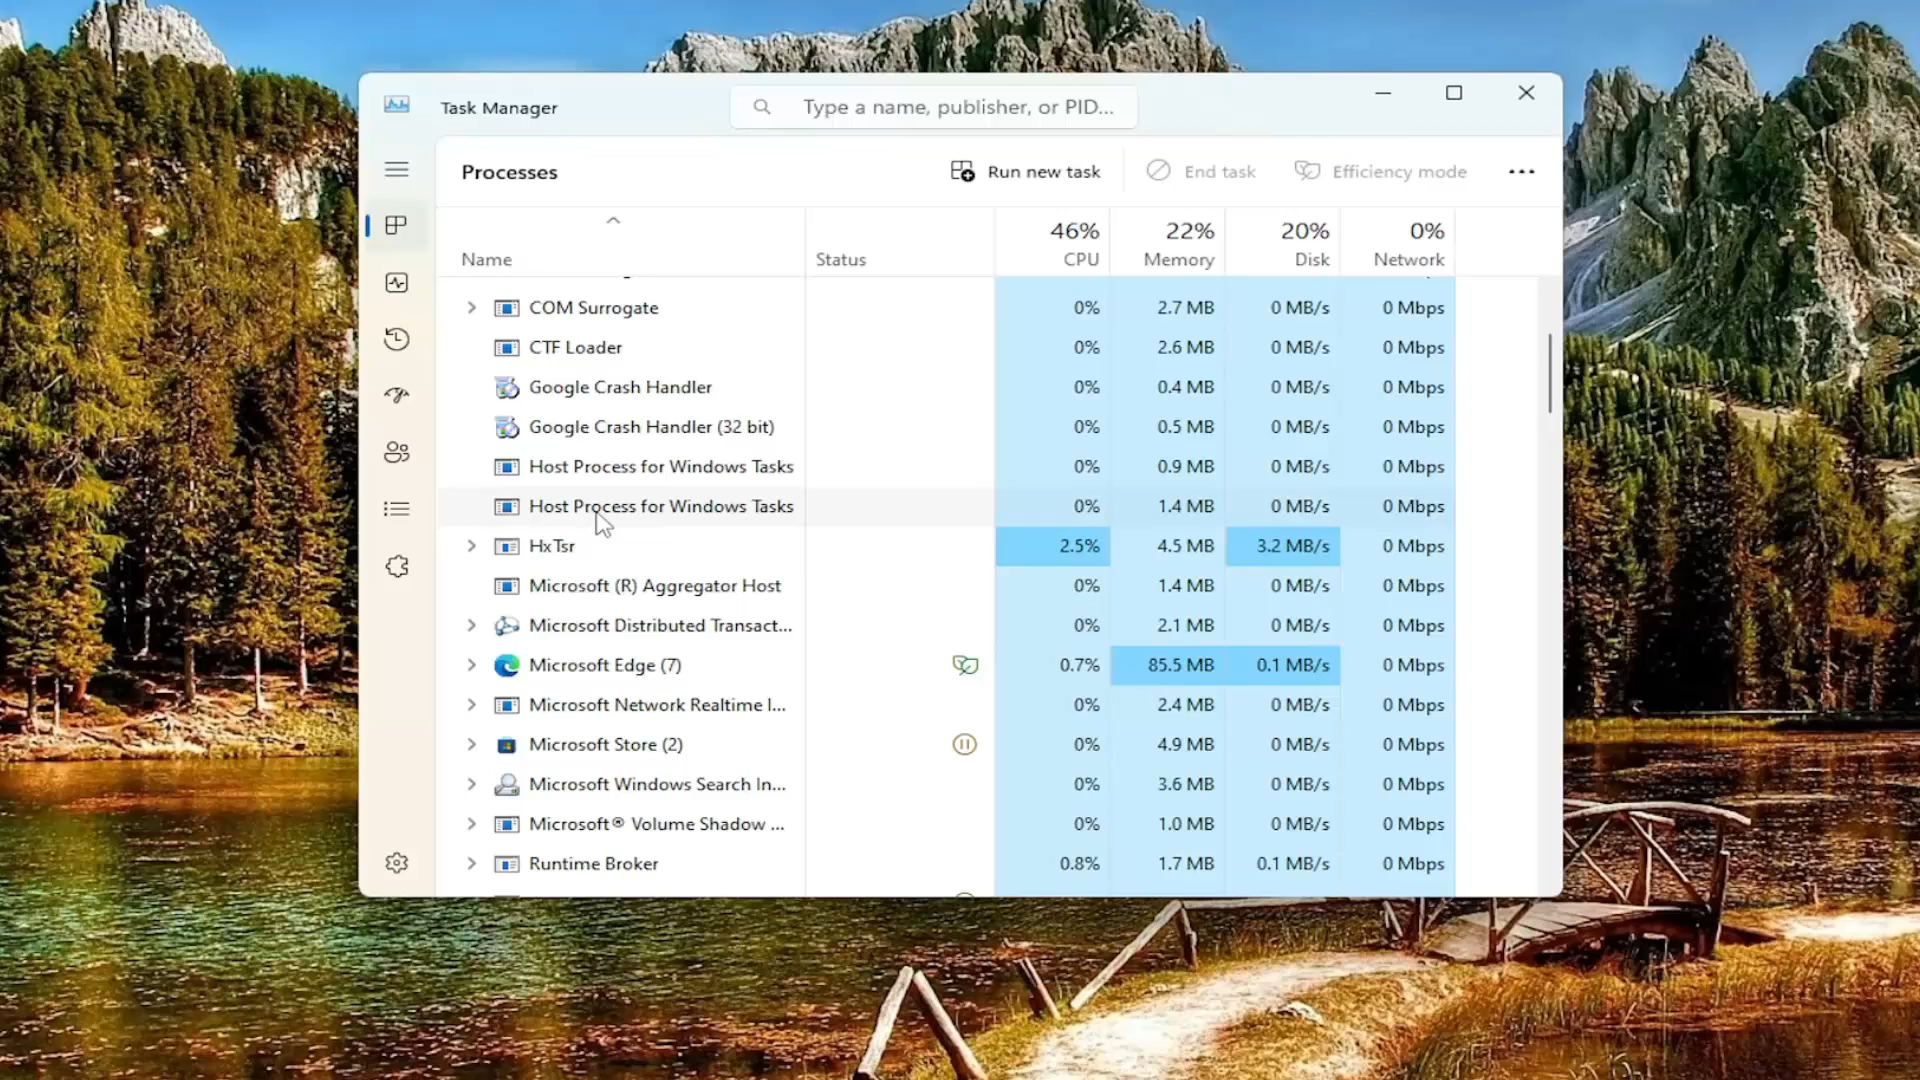 Task Manager
Type a name, publisher, or PID...
Processes
Run new task
End task
Efficiency mode
46% 22% 20% 0%
Name Status CPU Memory Disk Network
COM Surrogate 0% 2.7 MB 0 MB/s 0 Mbps
CTF Loader 0% 2.6 MB 0 MB/s 0 Mbps
Google Crash Handler 0% 0.4 MB 0 MB/s 0 Mbps
Google Crash Handler (32 bit) 0% 0.5 MB 0 MB/s 0 Mbps
Host Process for Windows Tasks 0% 0.9 MB 0 MB/s 0 Mbps
Host Process for Windows Tasks 0% 1.4 MB 0 MB/s 0 Mbps
HxTsr 2.5% 4.5 MB 3.2 MB/s 0 Mbps
Microsoft (R) Aggregator Host 0% 1.4 MB 0 MB/s 0 Mbps
Microsoft Distributed Transact... 0% 2.1 MB 0 MB/s 0 Mbps
Microsoft Edge (7) 0.7% 85.5 MB 0.1 MB/s 0 Mbps
Microsoft Network Realtime I... 0% 2.4 MB 0 MB/s 0 Mbps
Microsoft Store (2) 0% 4.9 MB 0 MB/s 0 Mbps
Microsoft Windows Search In... 0% 3.6 MB 0 MB/s 0 Mbps
Microsoft® Volume Shadow ... 0% 1.0 MB 0 MB/s 0 Mbps
Runtime Broker 0.8% 1.7 MB 0.1 MB/s 0 Mbps